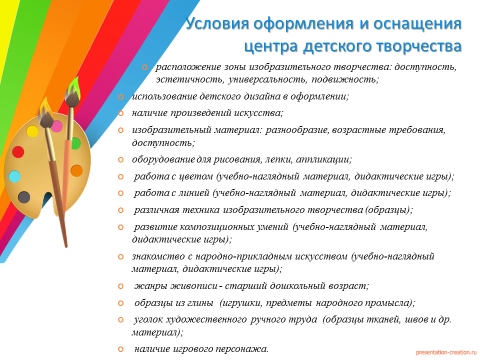 Условия оформления и оснащения
центра детского творчества
расположение зоны изобразительного творчества: доступность,
эстетичность, универсальность, подвижность;
использование детского дизайна в оформлении;
наличие произведений искусства;
изобразительный материал: разнообразие, возрастные требования,
доступность;
оборудование для рисования, лепки, аппликации;
работа с цветом (учебно-наглядный материал, дидактические игры);
работа с линией (учебно-наглядный материал, дидактические игры);
различная техника изобразительного творчества (образцы);
развитие композиционных умений (учебно-наглядный материал,
дидактические игры);
знакомство с народно-прикладным искусством (учебно-наглядный
материал, дидактические игры);
жанры живописи - старший дошкольный возраст;
образцы из глины (игрушки, предметы народного промысла);
уголок художественного ручного труда (образцы тканей, швов и др.
материал);
наличие игрового персонажа.
presentation-creation.ru